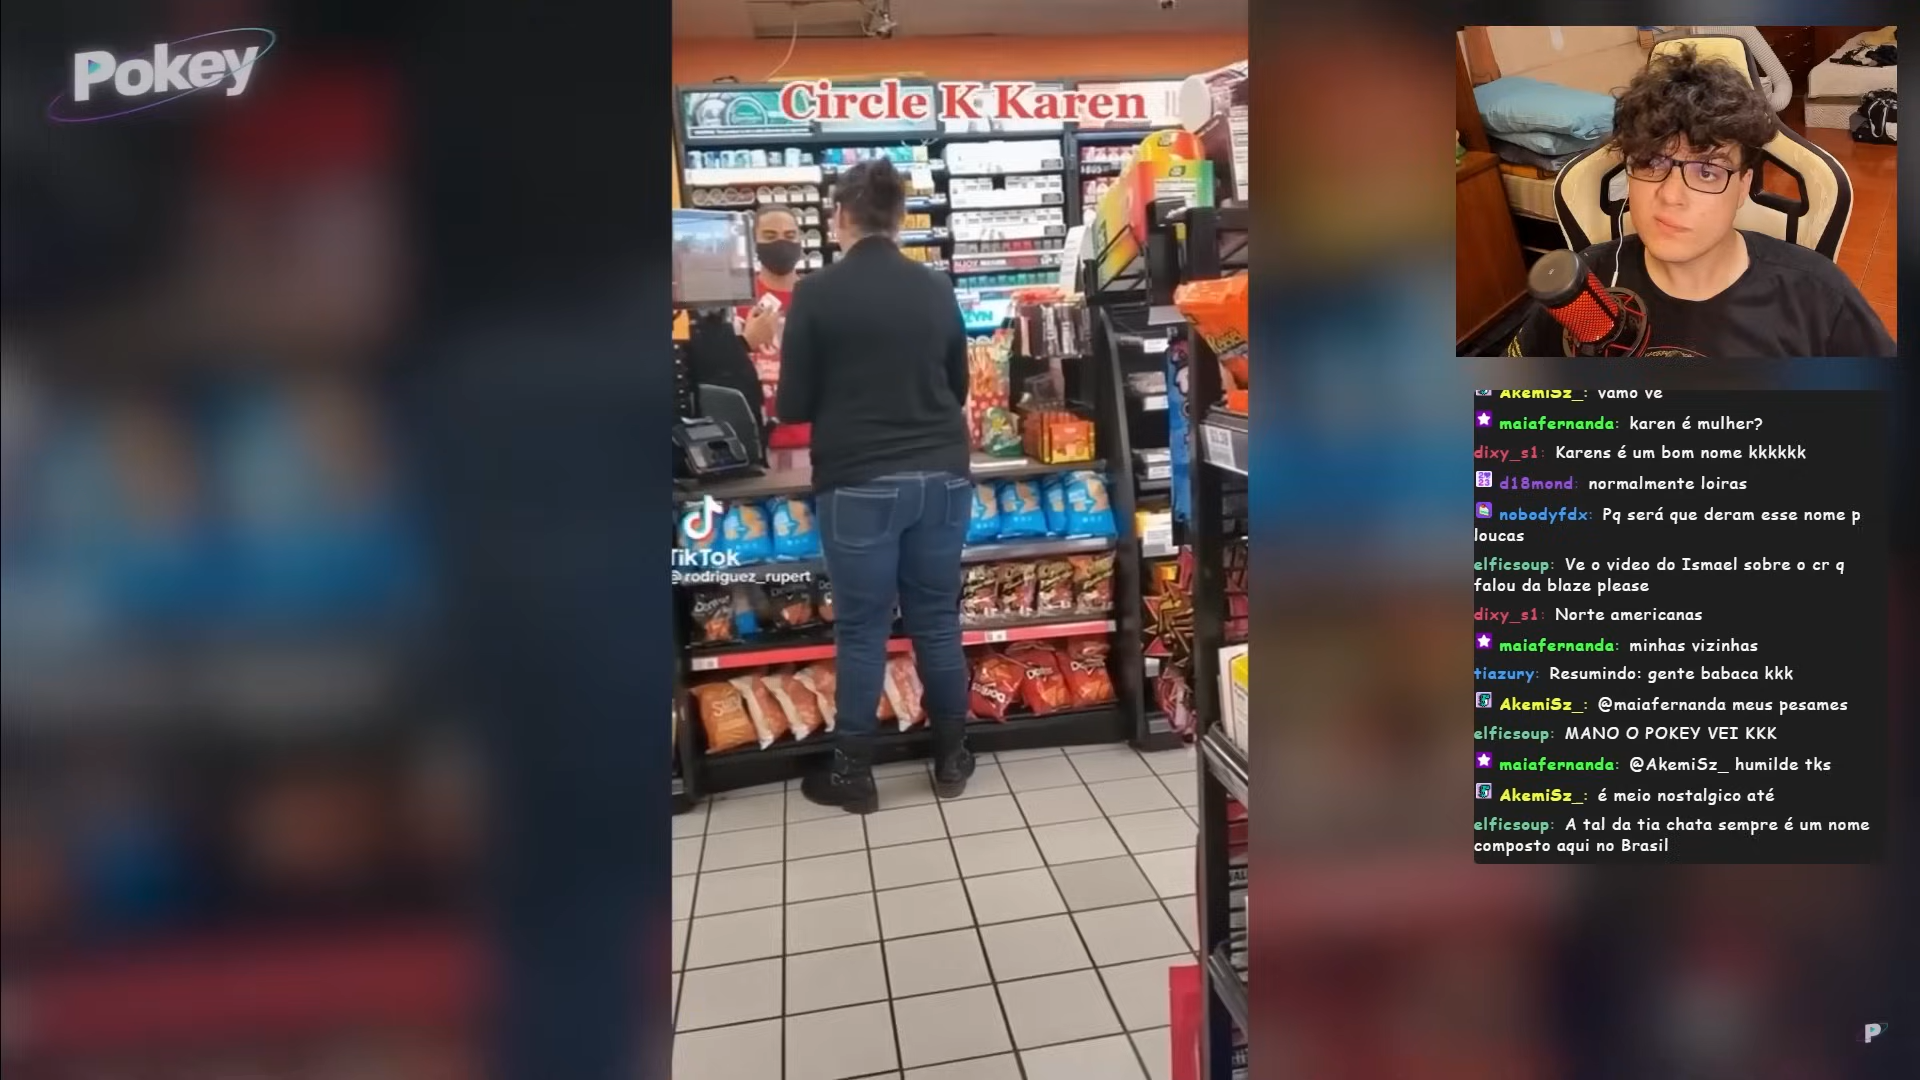 Pokey
Circle K Karen
TikTok
@rodriguez_rupert
AkemiSz_: vamo ve
maiafernanda: karen é mulher?
dixy_s1: Karens é um bom nome kkkkkk
d18mond: normalmente loiras
nobodyfdx: Pq será que deram esse nome p
loucas
elficsoup: Ve o video do Ismael sobre o cr q
falou da blaze please
dixy_s1: Norte americanas
maiafernanda: minhas vizinhas
tiazury: Resumindo: gente babaca kkk
AkemiSz_: @maiafernanda meus pesames
elficsoup: MANO O POKEY VEI KKK
maiafernanda: @AkemiSz_ humilde tks
AkemiSz_: é meio nostalgico até
elficsoup: A tal da tia chata sempre é um nome
composto aqui no Brasil
P